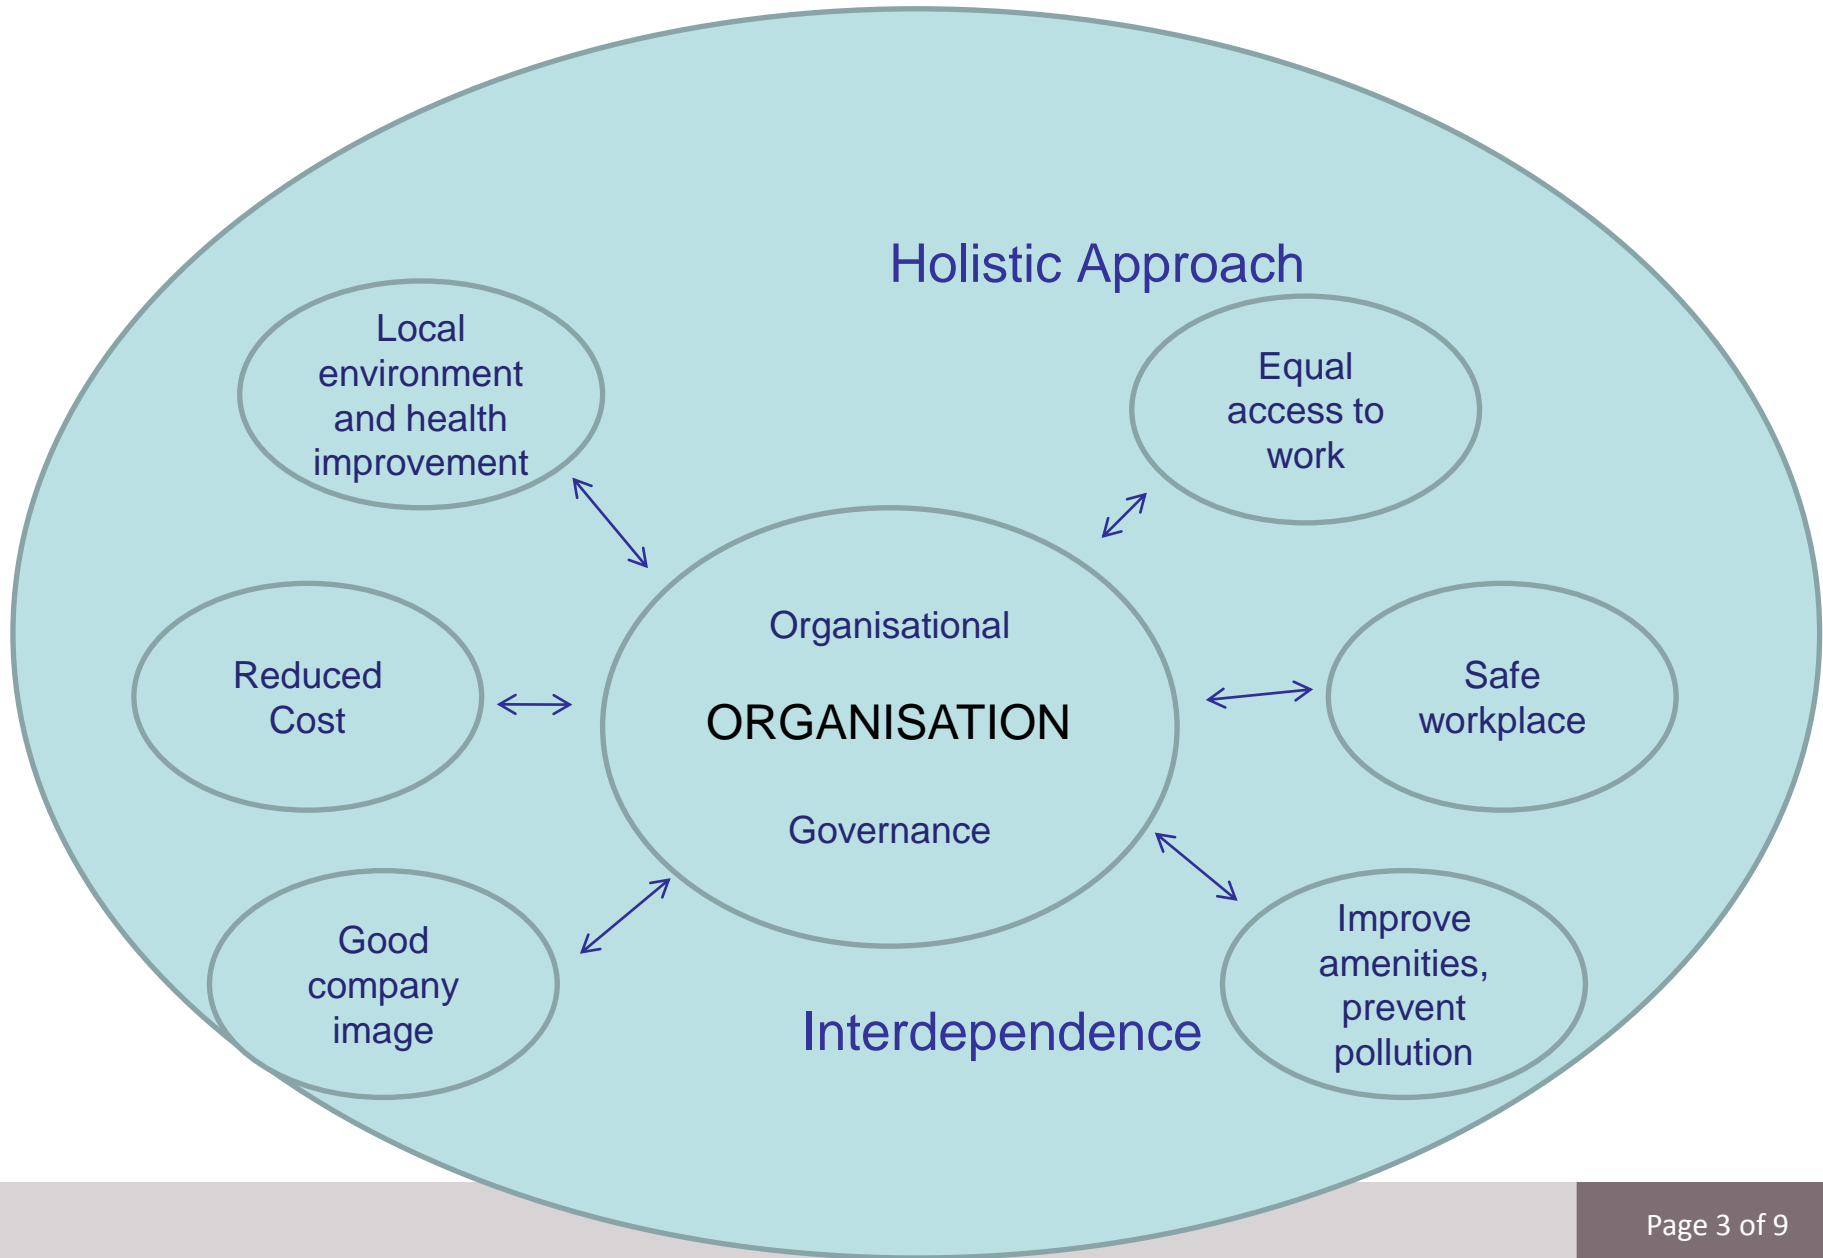 Holistic Approach
Local
environment
and health
improvement
Equal
access to
work
Reduced
Cost
Organisational
ORGANISATION
Governance
Safe
workplace
Good
company
image
Interdependence
Improve
amenities,
prevent
pollution
Page 3 of 9